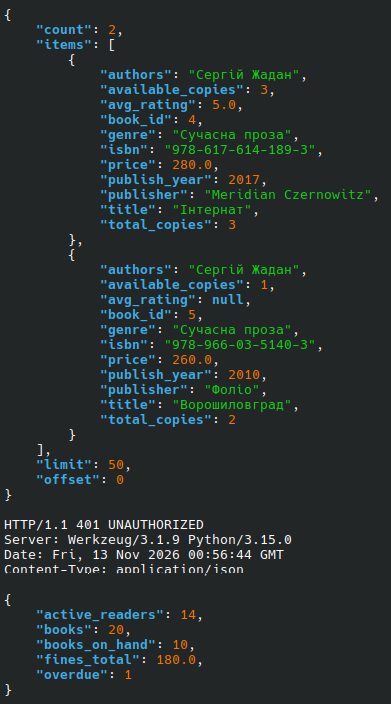 {
    "count": 2,
    "items": [
        {
            "authors": "Сергій Жадан",
            "available_copies": 3,
            "avg_rating": 5.0,
            "book_id": 4,
            "genre": "Сучасна проза",
            "isbn": "978-617-614-189-3",
            "price": 280.0,
            "publish_year": 2017,
            "publisher": "Meridian Czernowitz",
            "title": "Інтернат",
            "total_copies": 3
        },
        {
            "authors": "Сергій Жадан",
            "available_copies": 1,
            "avg_rating": null,
            "book_id": 5,
            "genre": "Сучасна проза",
            "isbn": "978-966-03-5140-3",
            "price": 260.0,
            "publish_year": 2010,
            "publisher": "Фоліо",
            "title": "Ворошиловград",
            "total_copies": 2
        }
    ],
    "limit": 50,
    "offset": 0
}
HTTP/1.1 401 UNAUTHORIZED
Server: Werkzeug/3.1.9 Python/3.15.0
Date: Fri, 13 Nov 2026 00:56:44 GMT
Content-Type: application/json
{
    "active_readers": 14,
    "books": 20,
    "books_on_hand": 10,
    "fines_total": 180.0,
    "overdue": 1
}